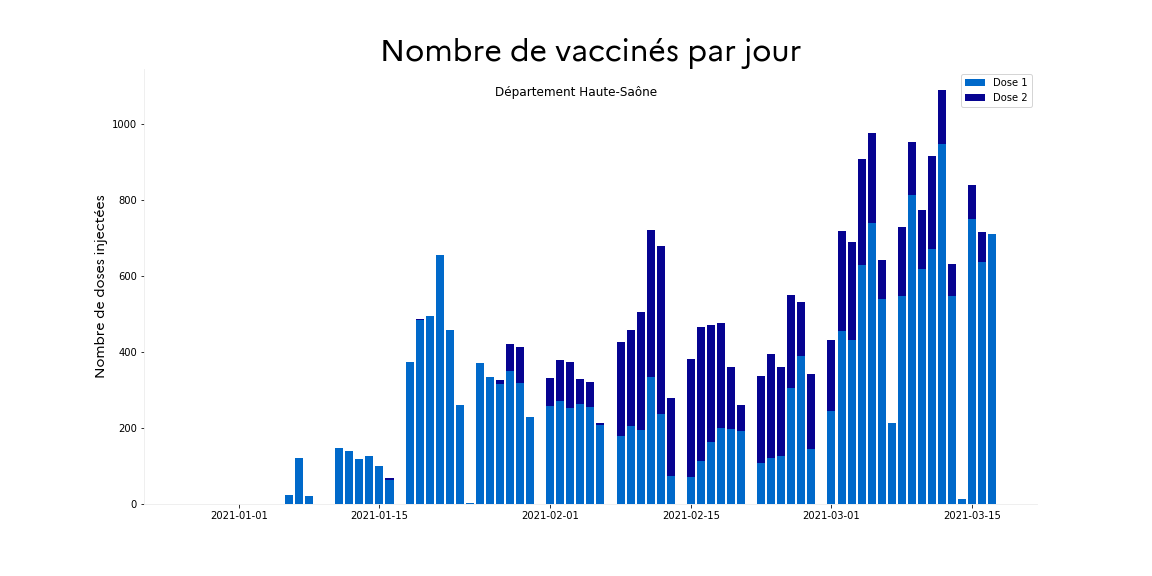 Nombre de vaccinés par jour
Département Haute-Saône
Dose 1
Dose 2
Nombre de doses injectées
1000
800
600
400
200
0
2021-01-01
2021-01-15
2021-02-01
2021-02-15
2021-03-01
2021-03-15